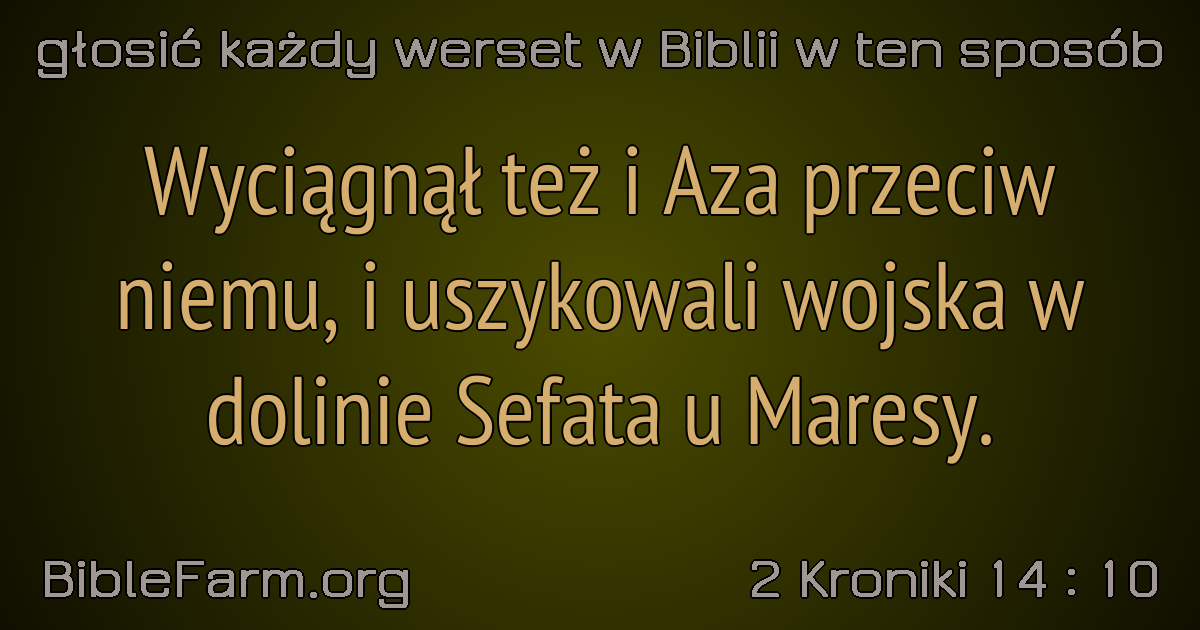 głosić każdy werset w Biblii w ten sposób
Wyciągnął też i Aza przeciw
niemu, i uszykowali wojska w
dolinie Sefata u Maresy.
BibleFarm.org
2 Kroniki 14 : 10